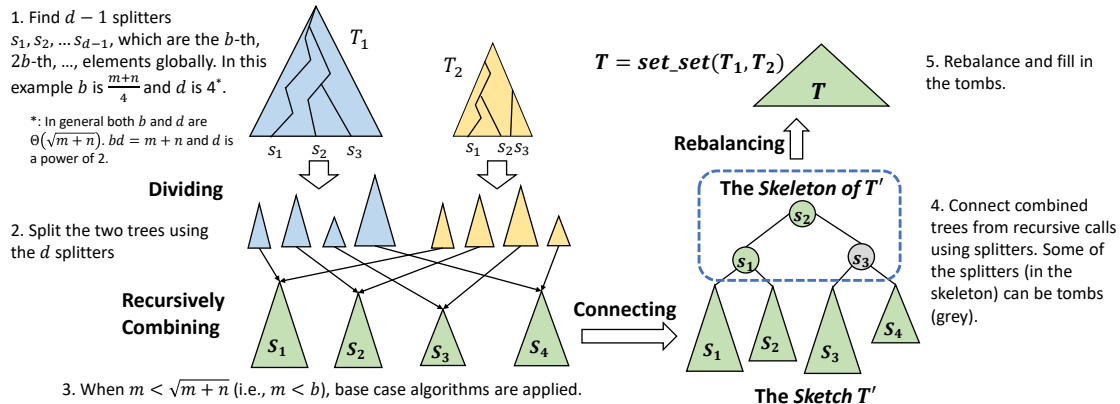 1. Find d − 1 splitters
s₁, s₂, … s_{d−1}, which are the b-th,
2b-th, …, elements globally. In this
example b is (m+n)/4 and d is 4*.
*: In general both b and d are
Θ(√(m + n)). bd = m + n and d is
a power of 2.
T₁
T₂
s₁ s₂ s₃
s₁ s₂s₃
Dividing
2. Split the two trees using
the d splitters
Recursively
Combining
S₁ S₂ S₃ S₄
3. When m < √(m + n) (i.e., m < b), base case algorithms are applied.
Connecting
T = set_set(T₁, T₂)
T
5. Rebalance and fill in
the tombs.
Rebalancing
The Skeleton of T′
s₂
s₁ s₃
4. Connect combined
trees from recursive calls
using splitters. Some of
the splitters (in the
skeleton) can be tombs
(grey).
S₁ S₂ S₃ S₄
The Sketch T′